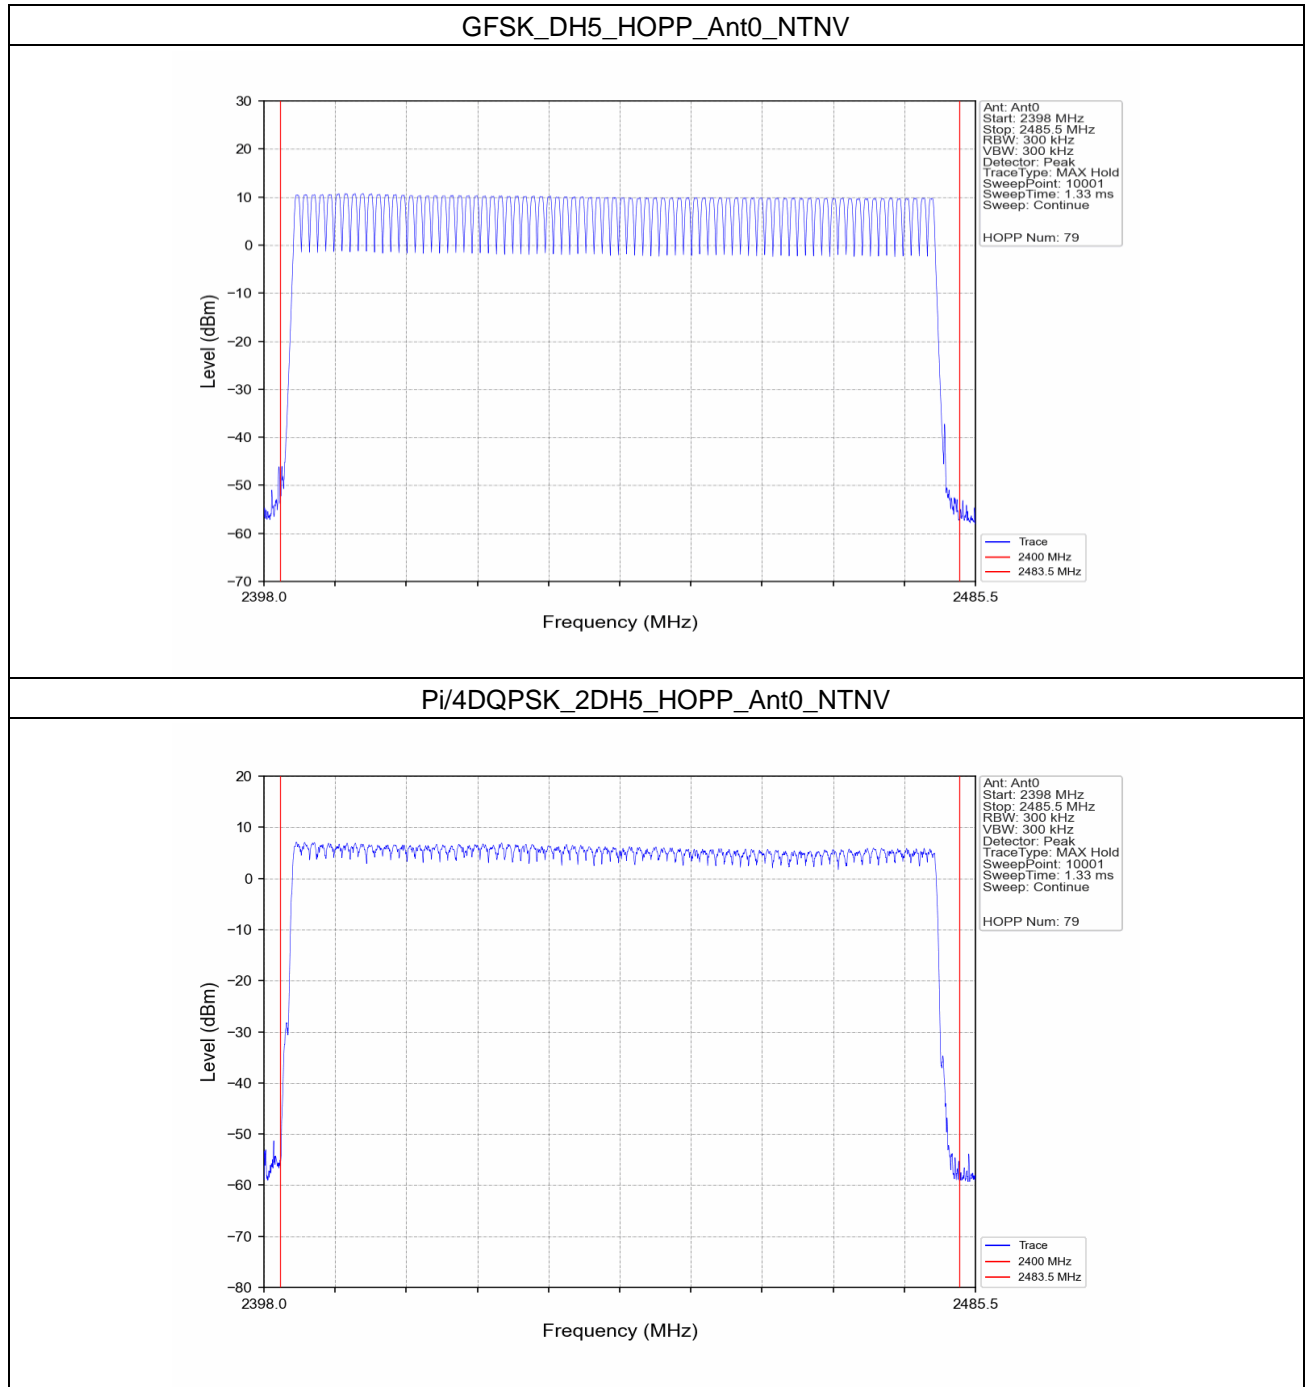 GFSK_DH5_HOPP_Ant0_NTNV
30
20
10
0
−10
−20
−30
−40
−50
−60
−70
Level (dBm)
2398.0
2485.5
Frequency (MHz)
Ant: Ant0
Start: 2398 MHz
Stop: 2485.5 MHz
RBW: 300 kHz
VBW: 300 kHz
Detector: Peak
TraceType: MAX Hold
SweepPoint: 10001
SweepTime: 1.33 ms
Sweep: Continue
HOPP Num: 79
Trace
2400 MHz
2483.5 MHz
Pi/4DQPSK_2DH5_HOPP_Ant0_NTNV
20
10
0
−10
−20
−30
−40
−50
−60
−70
−80
Level (dBm)
2398.0
2485.5
Frequency (MHz)
Ant: Ant0
Start: 2398 MHz
Stop: 2485.5 MHz
RBW: 300 kHz
VBW: 300 kHz
Detector: Peak
TraceType: MAX Hold
SweepPoint: 10001
SweepTime: 1.33 ms
Sweep: Continue
HOPP Num: 79
Trace
2400 MHz
2483.5 MHz